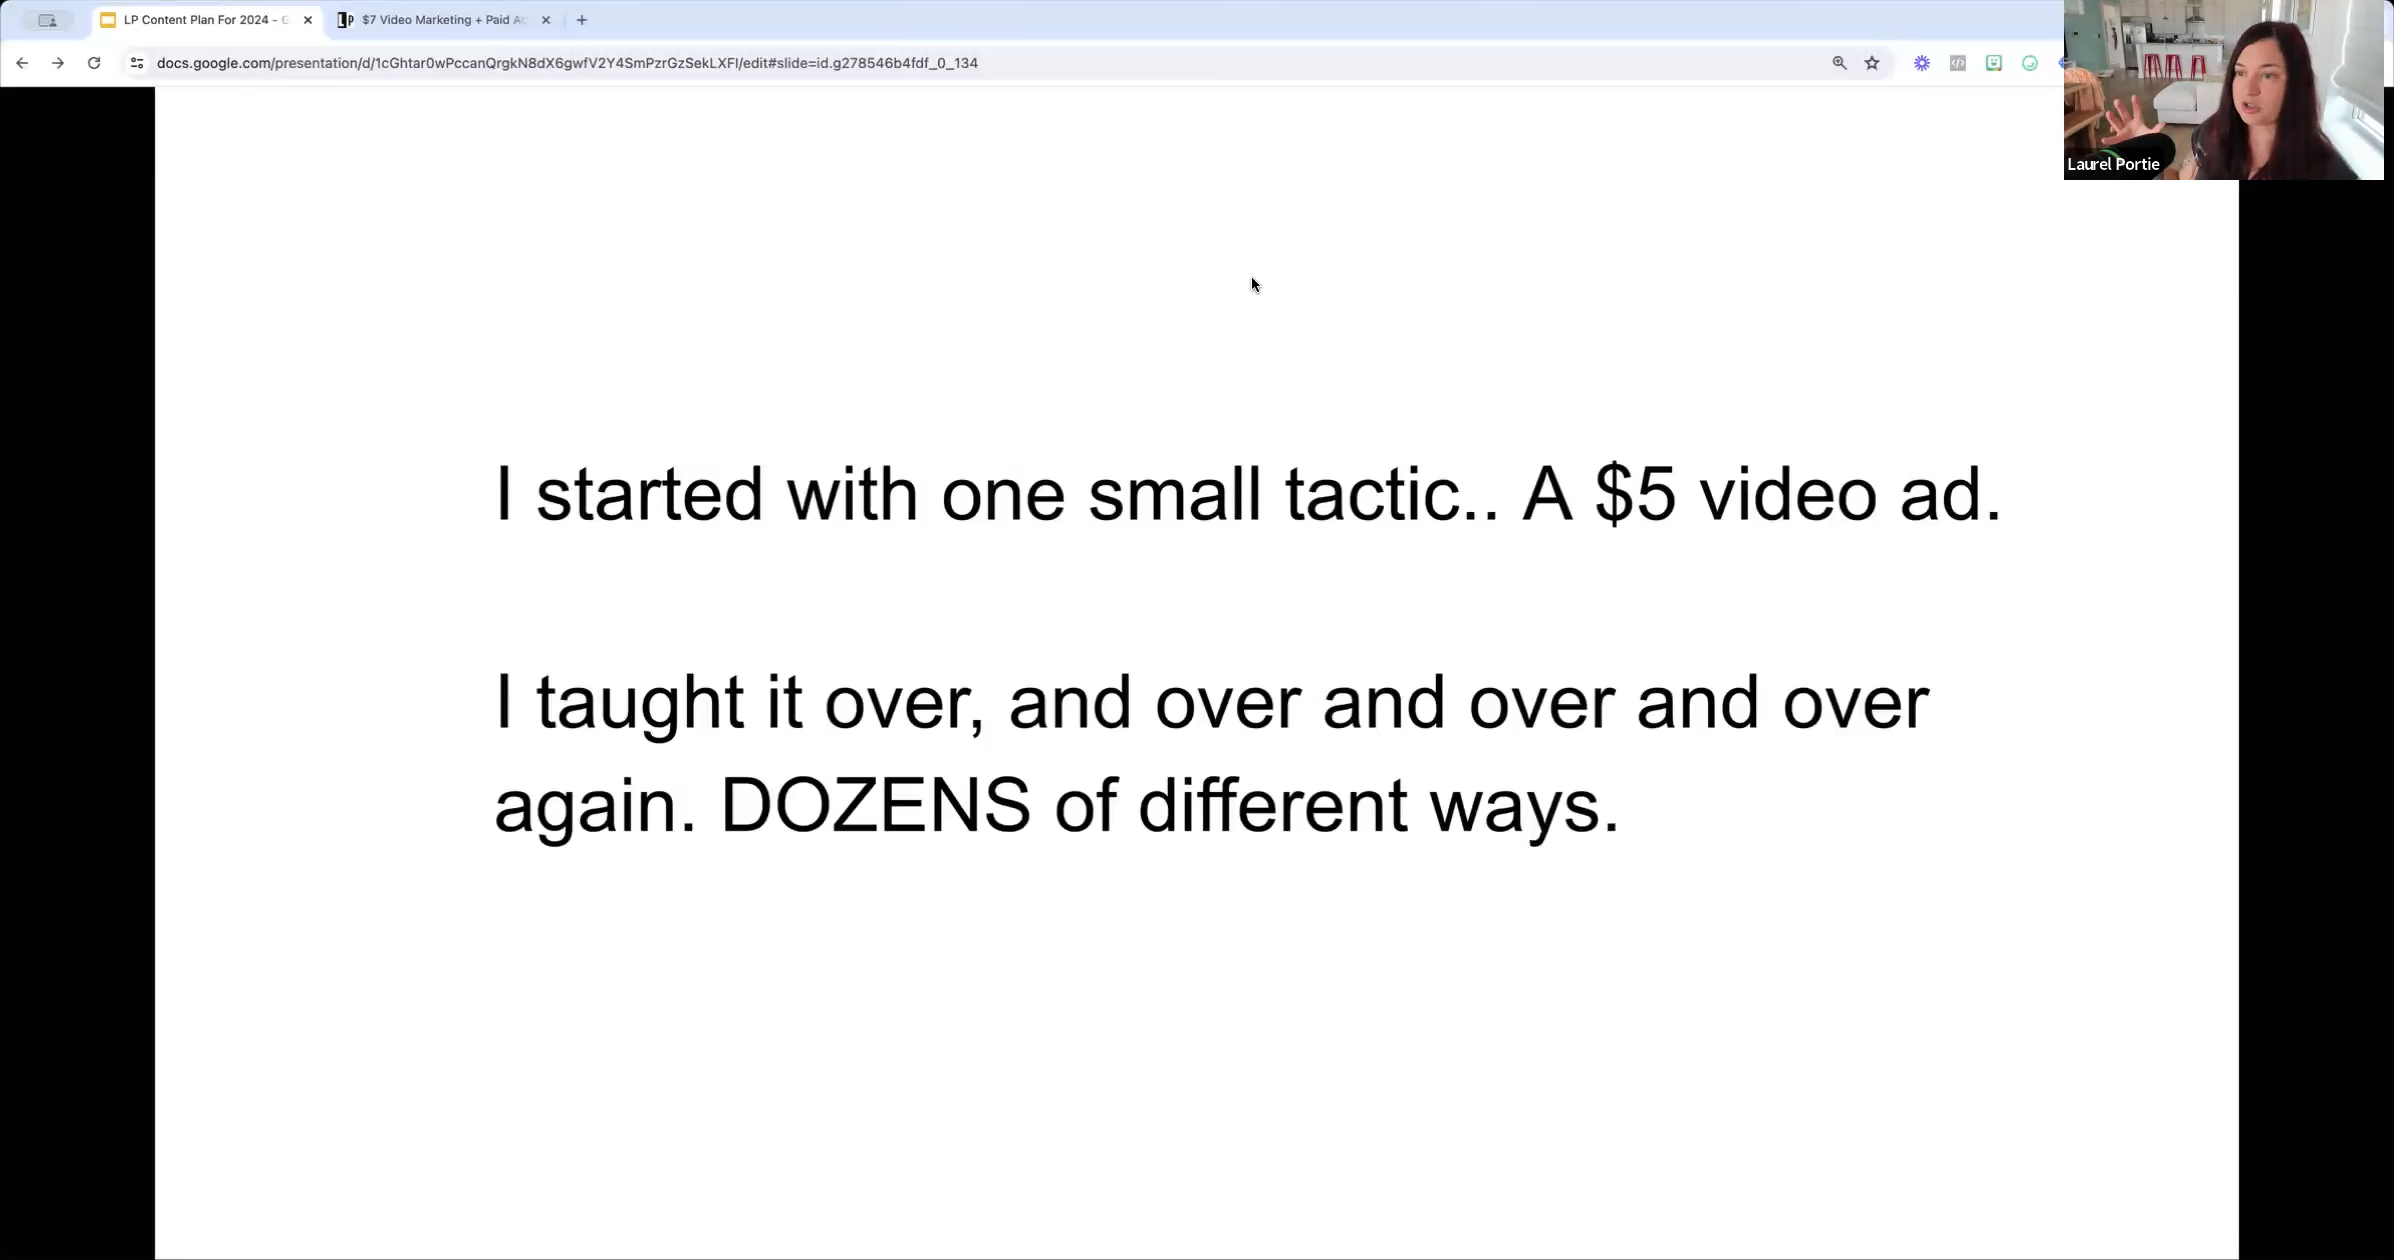 LP Content Plan For 2024 - G
$7 Video Marketing + Paid Ac
docs.google.com/presentation/d/1cGhtar0wPccanQrgkN8dX6gwfV2Y4SmPzrGzSekLXFI/edit#slide=id.g278546b4fdf_0_134
Laurel Portie
I started with one small tactic.. A $5 video ad.
I taught it over, and over and over and over
again. DOZENS of different ways.